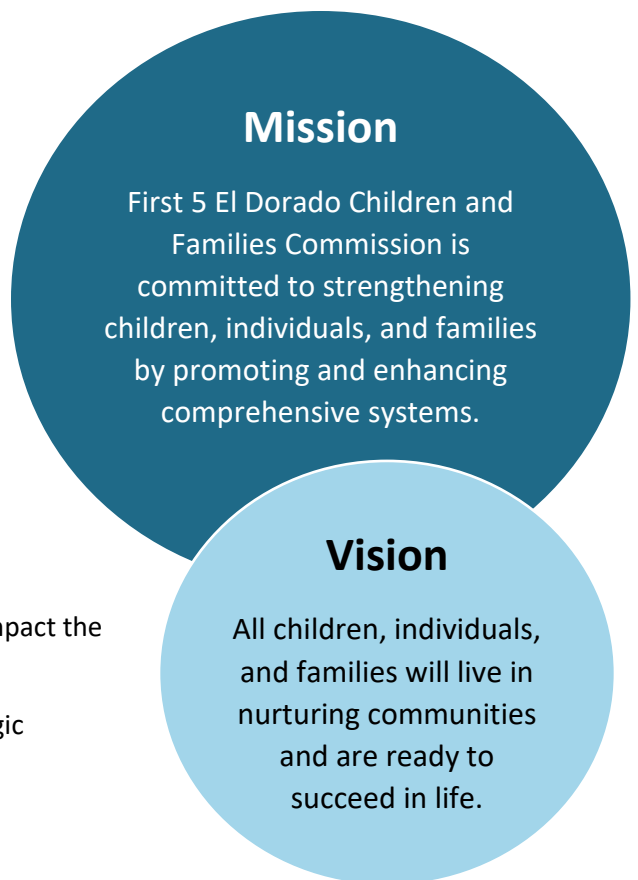 Mission
First 5 El Dorado Children and
Families Commission is
committed to strengthening
children, individuals, and families
by promoting and enhancing
comprehensive systems.
Vision
All children, individuals,
and families will live in
nurturing communities
and are ready to
succeed in life.
the